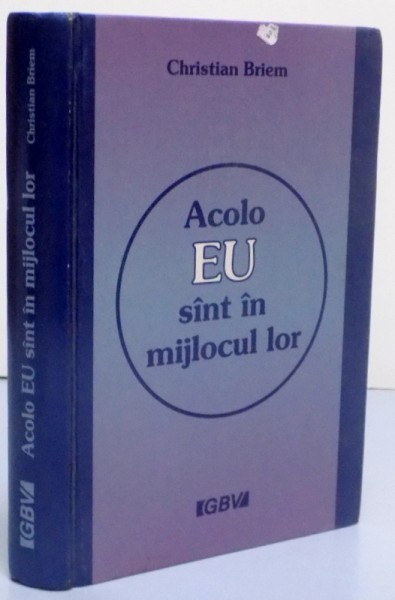 Christian Briem
Acolo
EU
sînt în
mijlocul lor
GBV
GBV Acolo EU sînt în mijlocul lor Christian Briem